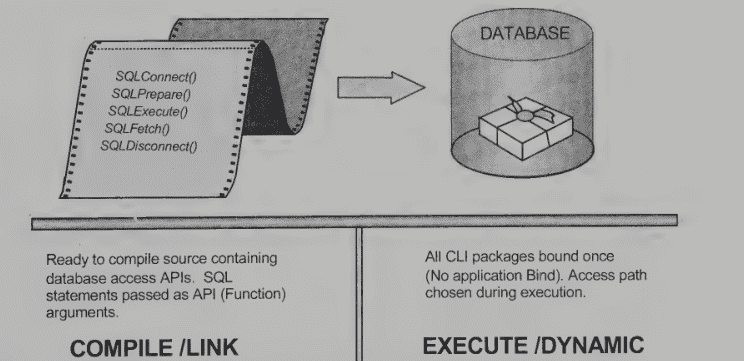 SQLConnect()
SQLPrepare()
SQLExecute()
SQLFetch()
SQLDisconnect()
DATABASE
Ready to compile source containing
database access APIs. SQL
statements passed as API (Function)
arguments.
COMPILE /LINK
All CLI packages bound once
(No application Bind). Access path
chosen during execution.
EXECUTE /DYNAMIC